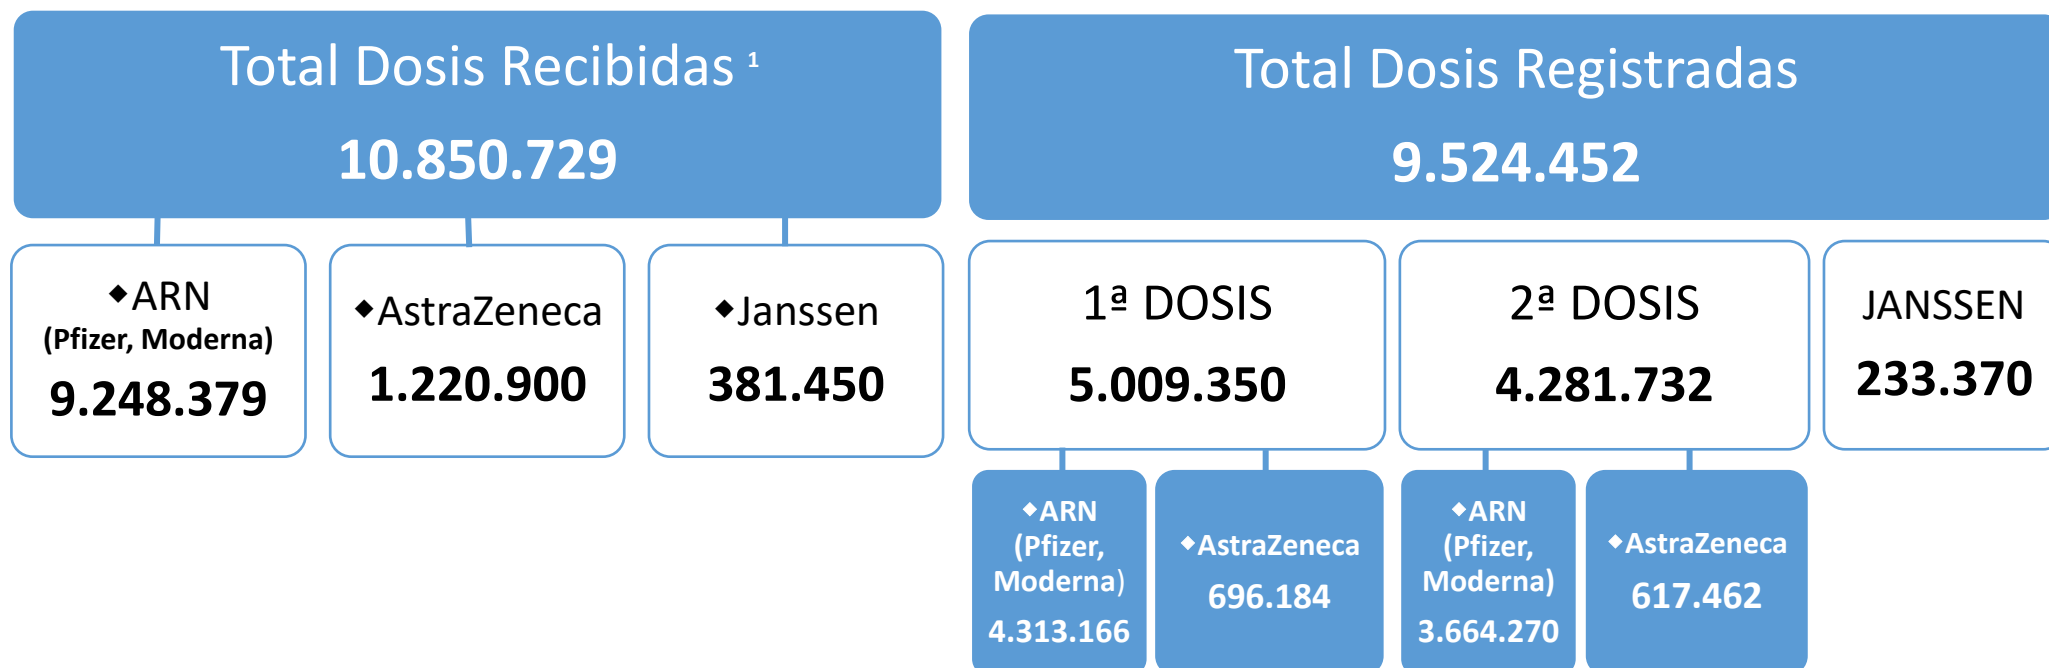 Total Dosis Recibidas ¹
10.850.729
◆ARN
(Pfizer, Moderna)
9.248.379
◆AstraZeneca
1.220.900
◆Janssen
381.450
Total Dosis Registradas
9.524.452
1ª DOSIS
5.009.350
◆ARN
(Pfizer,
Moderna)
4.313.166
◆AstraZeneca
696.184
2ª DOSIS
4.281.732
◆ARN
(Pfizer,
Moderna)
3.664.270
◆AstraZeneca
617.462
JANSSEN
233.370